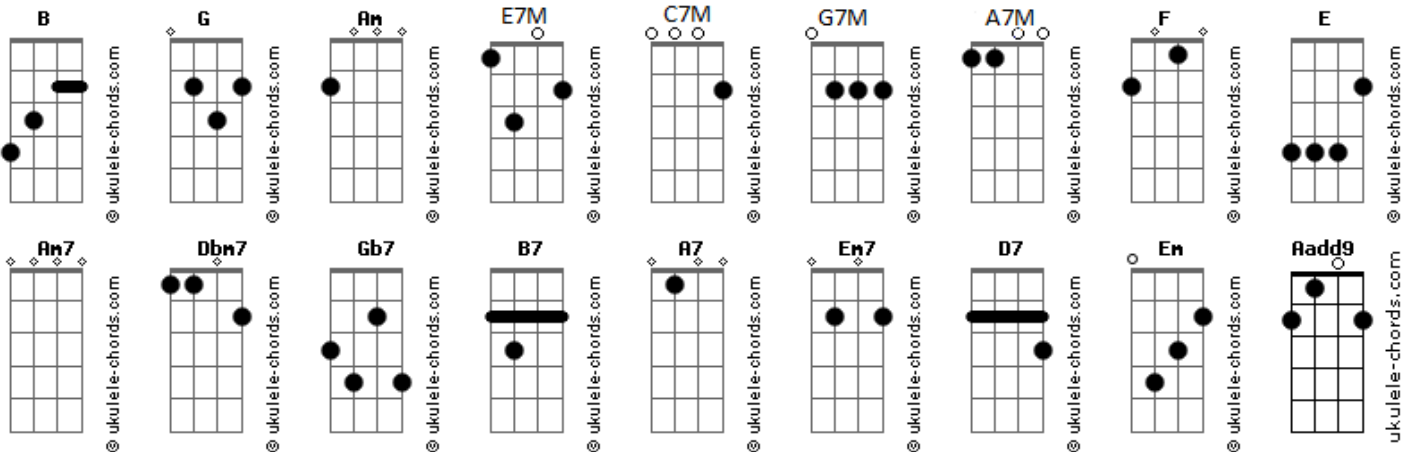 B G Am E7M C7M G7M A7M F E
© ukulele-chords.com © ukulele-chords.com © ukulele-chords.com © ukulele-chords.com © ukulele-chords.com © ukulele-chords.com © ukulele-chords.com © ukulele-chords.com © ukulele-chords.com
Am7 Dbm7 Gb7 B7 A7 Em7 D7 Em Aadd9
© ukulele-chords.com © ukulele-chords.com © ukulele-chords.com © ukulele-chords.com © ukulele-chords.com © ukulele-chords.com © ukulele-chords.com © ukulele-chords.com ukulele-chords.com